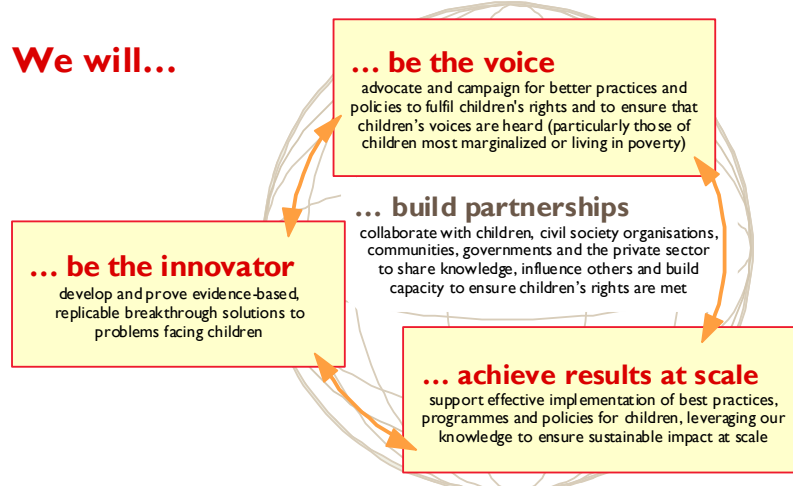 We will…
… be the voice
advocate and campaign for better practices and
policies to fulfil children's rights and to ensure that
children’s voices are heard (particularly those of
children most marginalized or living in poverty)
… build partnerships
collaborate with children, civil society organisations,
communities, governments and the private sector
to share knowledge, influence others and build
capacity to ensure children’s rights are met
… be the innovator
develop and prove evidence-based,
replicable breakthrough solutions to
problems facing children
… achieve results at scale
support effective implementation of best practices,
programmes and policies for children, leveraging our
knowledge to ensure sustainable impact at scale